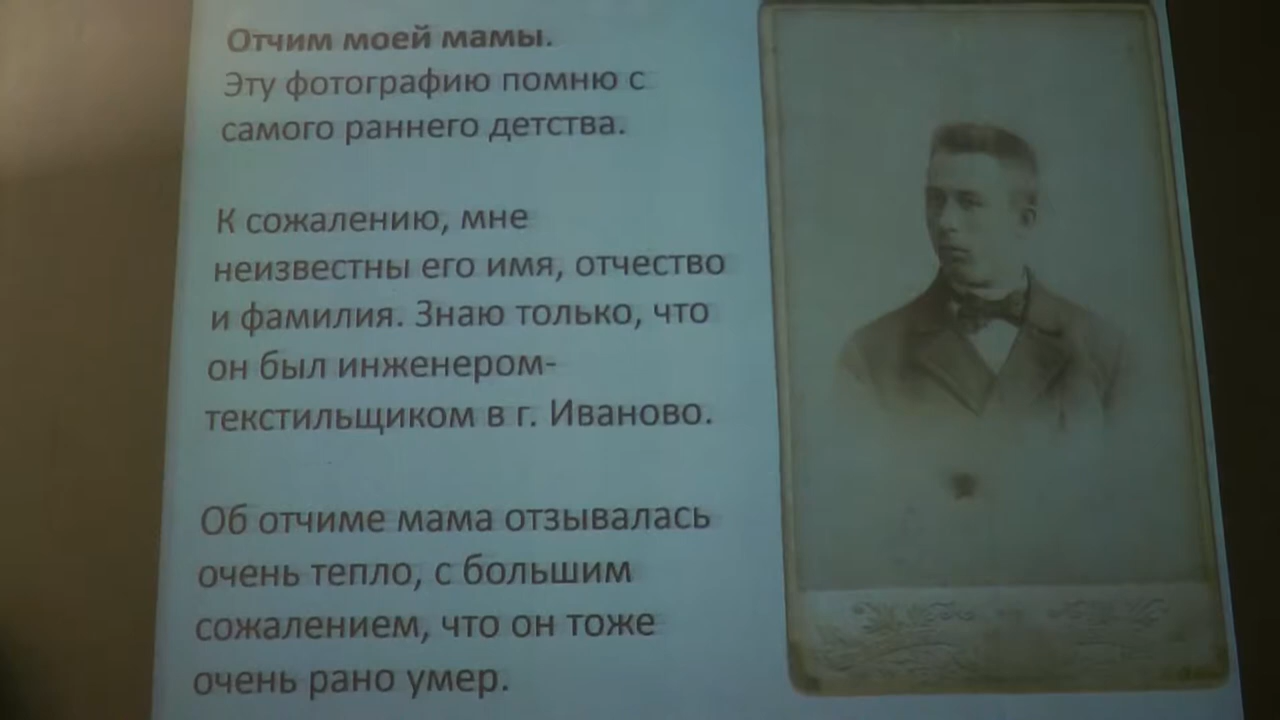 Отчим моей мамы.
Эту фотографию помню с
самого раннего детства.
К сожалению, мне
неизвестны его имя, отчество
и фамилия. Знаю только, что
он был инженером-
текстильщиком в г. Иваново.
Об отчиме мама отзывалась
очень тепло, с большим
сожалением, что он тоже
очень рано умер.